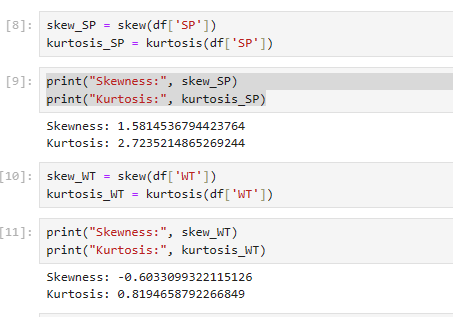 [8]: skew_SP = skew(df['SP'])
kurtosis_SP = kurtosis(df['SP'])
[9]: print("Skewness:", skew_SP)
print("Kurtosis:", kurtosis_SP)
Skewness: 1.5814536794423764
Kurtosis: 2.7235214865269244
[10]: skew_WT = skew(df['WT'])
kurtosis_WT = kurtosis(df['WT'])
[11]: print("Skewness:", skew_WT)
print("Kurtosis:", kurtosis_WT)
Skewness: -0.6033099322115126
Kurtosis: 0.8194658792266849